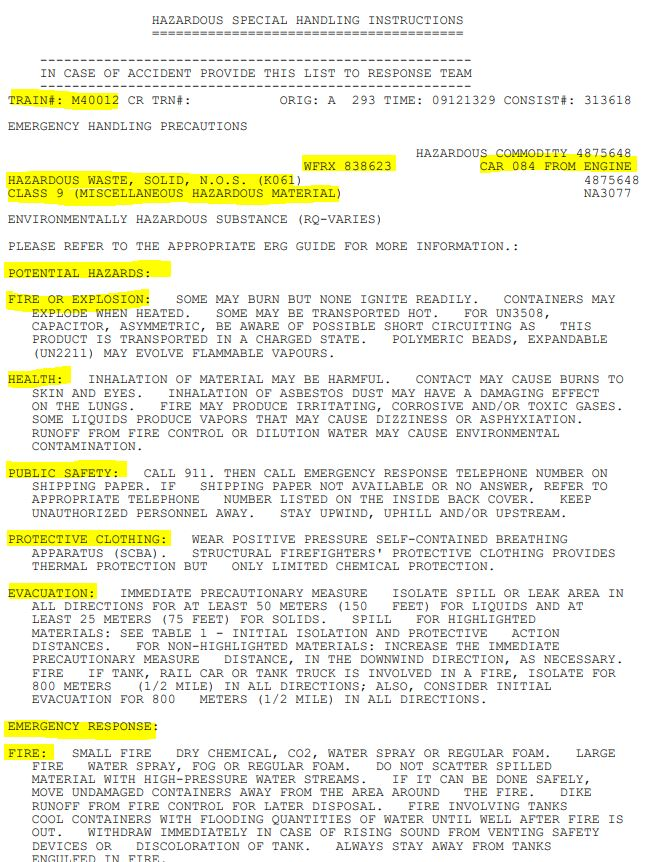 HAZARDOUS SPECIAL HANDLING INSTRUCTIONS
=======================================
------------------------------------------------------
IN CASE OF ACCIDENT PROVIDE THIS LIST TO RESPONSE TEAM
------------------------------------------------------
TRAIN#: M40012 CR TRN#: ORIG: A 293 TIME: 09121329 CONSIST#: 313618
EMERGENCY HANDLING PRECAUTIONS
HAZARDOUS COMMODITY 4875648
WFRX 838623 CAR 084 FROM ENGINE
HAZARDOUS WASTE, SOLID, N.O.S. (K061) 4875648
CLASS 9 (MISCELLANEOUS HAZARDOUS MATERIAL) NA3077
ENVIRONMENTALLY HAZARDOUS SUBSTANCE (RQ-VARIES)
PLEASE REFER TO THE APPROPRIATE ERG GUIDE FOR MORE INFORMATION.:
POTENTIAL HAZARDS:
FIRE OR EXPLOSION: SOME MAY BURN BUT NONE IGNITE READILY. CONTAINERS MAY
EXPLODE WHEN HEATED. SOME MAY BE TRANSPORTED HOT. FOR UN3508,
CAPACITOR, ASYMMETRIC, BE AWARE OF POSSIBLE SHORT CIRCUITING AS THIS
PRODUCT IS TRANSPORTED IN A CHARGED STATE. POLYMERIC BEADS, EXPANDABLE
(UN2211) MAY EVOLVE FLAMMABLE VAPOURS.
HEALTH: INHALATION OF MATERIAL MAY BE HARMFUL. CONTACT MAY CAUSE BURNS TO
SKIN AND EYES. INHALATION OF ASBESTOS DUST MAY HAVE A DAMAGING EFFECT
ON THE LUNGS. FIRE MAY PRODUCE IRRITATING, CORROSIVE AND/OR TOXIC GASES.
SOME LIQUIDS PRODUCE VAPORS THAT MAY CAUSE DIZZINESS OR ASPHYXIATION.
RUNOFF FROM FIRE CONTROL OR DILUTION WATER MAY CAUSE ENVIRONMENTAL
CONTAMINATION.
PUBLIC SAFETY: CALL 911. THEN CALL EMERGENCY RESPONSE TELEPHONE NUMBER ON
SHIPPING PAPER. IF SHIPPING PAPER NOT AVAILABLE OR NO ANSWER, REFER TO
APPROPRIATE TELEPHONE NUMBER LISTED ON THE INSIDE BACK COVER. KEEP
UNAUTHORIZED PERSONNEL AWAY. STAY UPWIND, UPHILL AND/OR UPSTREAM.
PROTECTIVE CLOTHING: WEAR POSITIVE PRESSURE SELF-CONTAINED BREATHING
APPARATUS (SCBA). STRUCTURAL FIREFIGHTERS' PROTECTIVE CLOTHING PROVIDES
THERMAL PROTECTION BUT ONLY LIMITED CHEMICAL PROTECTION.
EVACUATION: IMMEDIATE PRECAUTIONARY MEASURE ISOLATE SPILL OR LEAK AREA IN
ALL DIRECTIONS FOR AT LEAST 50 METERS (150 FEET) FOR LIQUIDS AND AT
LEAST 25 METERS (75 FEET) FOR SOLIDS. SPILL FOR HIGHLIGHTED
MATERIALS: SEE TABLE 1 - INITIAL ISOLATION AND PROTECTIVE ACTION
DISTANCES. FOR NON-HIGHLIGHTED MATERIALS: INCREASE THE IMMEDIATE
PRECAUTIONARY MEASURE DISTANCE, IN THE DOWNWIND DIRECTION, AS NECESSARY.
FIRE IF TANK, RAIL CAR OR TANK TRUCK IS INVOLVED IN A FIRE, ISOLATE FOR
800 METERS (1/2 MILE) IN ALL DIRECTIONS; ALSO, CONSIDER INITIAL
EVACUATION FOR 800 METERS (1/2 MILE) IN ALL DIRECTIONS.
EMERGENCY RESPONSE:
FIRE: SMALL FIRE DRY CHEMICAL, CO2, WATER SPRAY OR REGULAR FOAM. LARGE
FIRE WATER SPRAY, FOG OR REGULAR FOAM. DO NOT SCATTER SPILLED
MATERIAL WITH HIGH-PRESSURE WATER STREAMS. IF IT CAN BE DONE SAFELY,
MOVE UNDAMAGED CONTAINERS AWAY FROM THE AREA AROUND THE FIRE. DIKE
RUNOFF FROM FIRE CONTROL FOR LATER DISPOSAL. FIRE INVOLVING TANKS
COOL CONTAINERS WITH FLOODING QUANTITIES OF WATER UNTIL WELL AFTER FIRE IS
OUT. WITHDRAW IMMEDIATELY IN CASE OF RISING SOUND FROM VENTING SAFETY
DEVICES OR DISCOLORATION OF TANK. ALWAYS STAY AWAY FROM TANKS
ENGULFED IN FIRE.